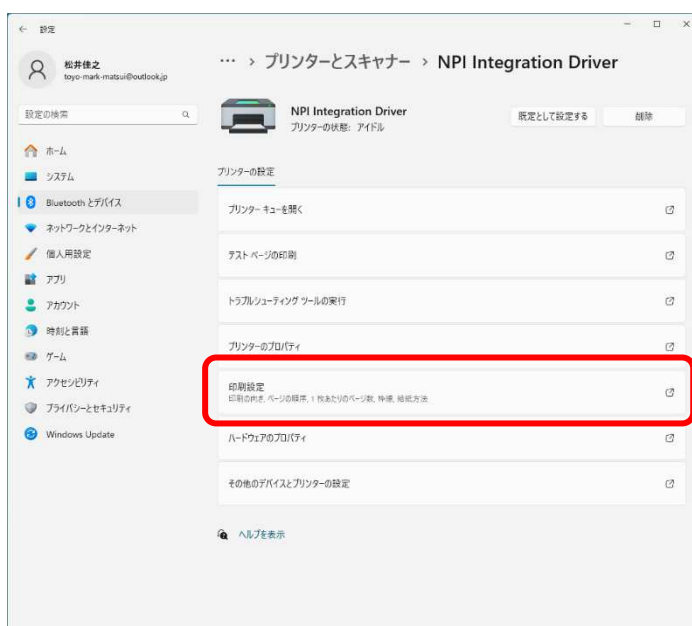 ← 設定
松井佳之
toyo-mark-matsui@outlook.jp
… › プリンターとスキャナー › NPI Integration Driver
設定の検索
NPI Integration Driver
プリンターの状態: アイドル
既定として設定する
削除
ホーム
システム
Bluetooth とデバイス
ネットワークとインターネット
個人用設定
アプリ
アカウント
時刻と言語
ゲーム
アクセシビリティ
プライバシーとセキュリティ
Windows Update
プリンターの設定
プリンター キューを開く
テスト ページの印刷
トラブルシューティング ツールの実行
プリンターのプロパティ
印刷設定
印刷の向き, ページの順序, 1 枚あたりのページ数, 枠線, 給紙方法
ハードウェアのプロパティ
その他のデバイスとプリンターの設定
ヘルプを表示